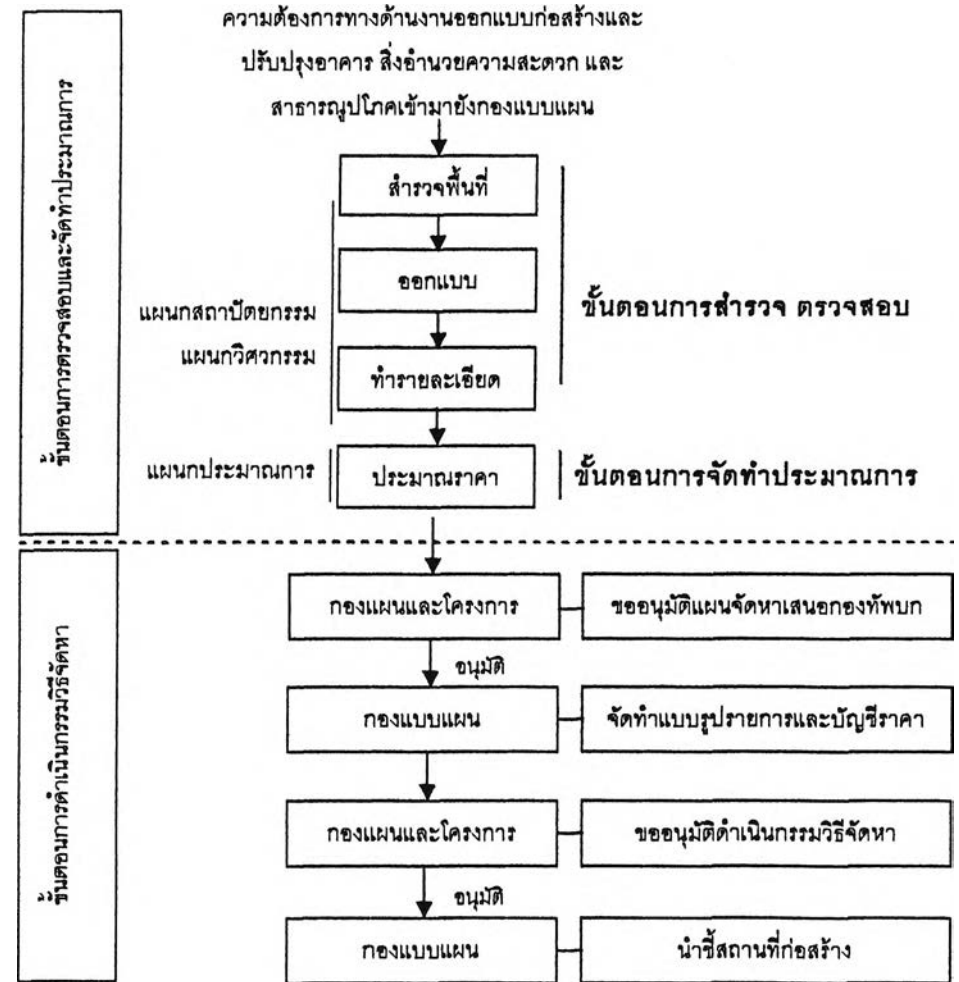 ความต้องการทางด้านงานออกแบบก่อสร้างและ
ปรับปรุงอาคาร สิ่งอำนวยความสะดวก และ
สาธารณูปโภคเข้ามายังกองแบบแผน
ขั้นตอนการตรวจสอบและจัดทำประมาณการ
สำรวจพื้นที่
ออกแบบ
ทำรายละเอียด
แผนกสถาปัตยกรรม
แผนกวิศวกรรม
ขั้นตอนการสำรวจ ตรวจสอบ
แผนกประมาณการ
ประมาณราคา
ขั้นตอนการจัดทำประมาณการ
ขั้นตอนการดำเนินกรรมวิธีจัดหา
กองแผนและโครงการ
ขออนุมัติแผนจัดหาเสนอกองทัพบก
อนุมัติ
กองแบบแผน
จัดทำแบบรูปรายการและบัญชีราคา
กองแผนและโครงการ
ขออนุมัติดำเนินกรรมวิธีจัดหา
อนุมัติ
กองแบบแผน
นำชี้สถานที่ก่อสร้าง